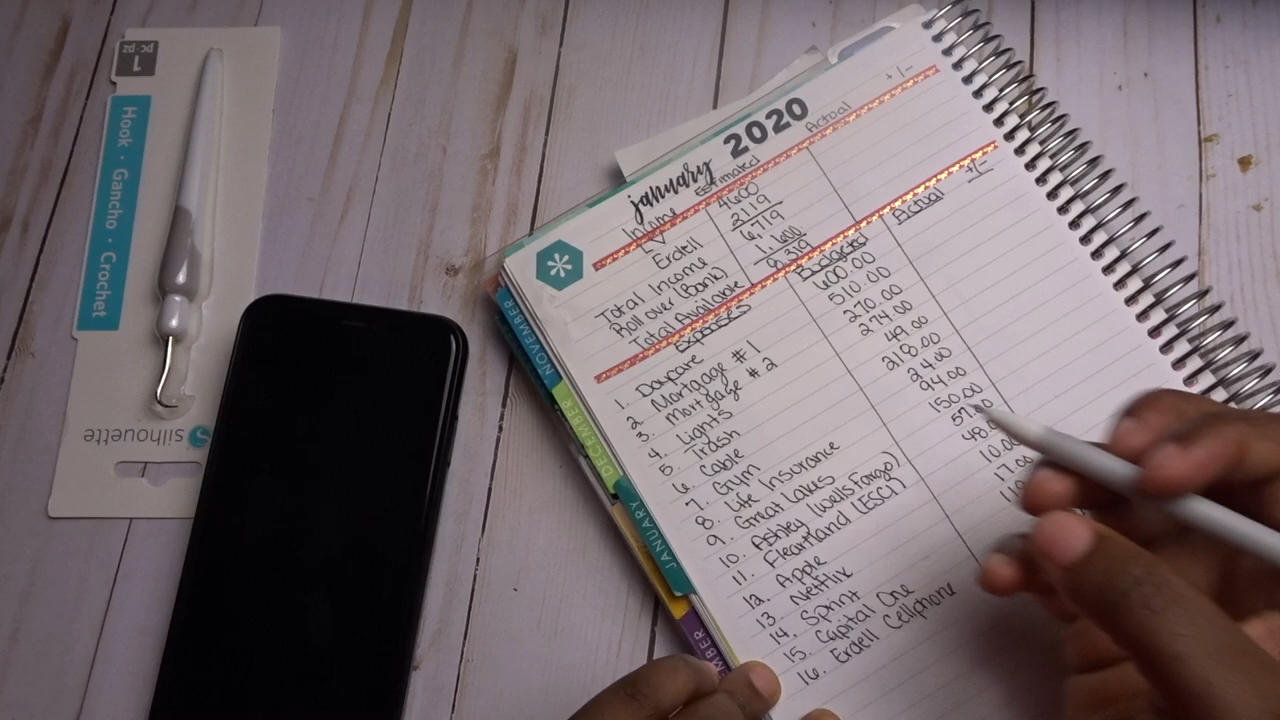 1
pc·pz
Hook · Gancho · Crochet
silhouette
january 2020
Income Estimated Actual +/-
4600
Erdell 2119
Total Income 6,719
Roll over (Bank) 1,600
Total Available 8,319
Expenses Budgeted Actual +/-
1. Daycare 600.00
2. Mortgage #1 510.00
3. Mortgage #2 270.00
4. Lights 274.00
5. Trash 49.00
6. Cable 218.00
7. Gym 24.00
8. Life Insurance 94.00
9. Great Lakes 150.00
10. Ashley (Wells Fargo)
11. Heartland (ESCI)
12. Apple 10.00
13. Netflix 17.00
14. Sprint
15. Capital One
16. Erdell Cellphone
NOVEMBER
DECEMBER
JANUARY